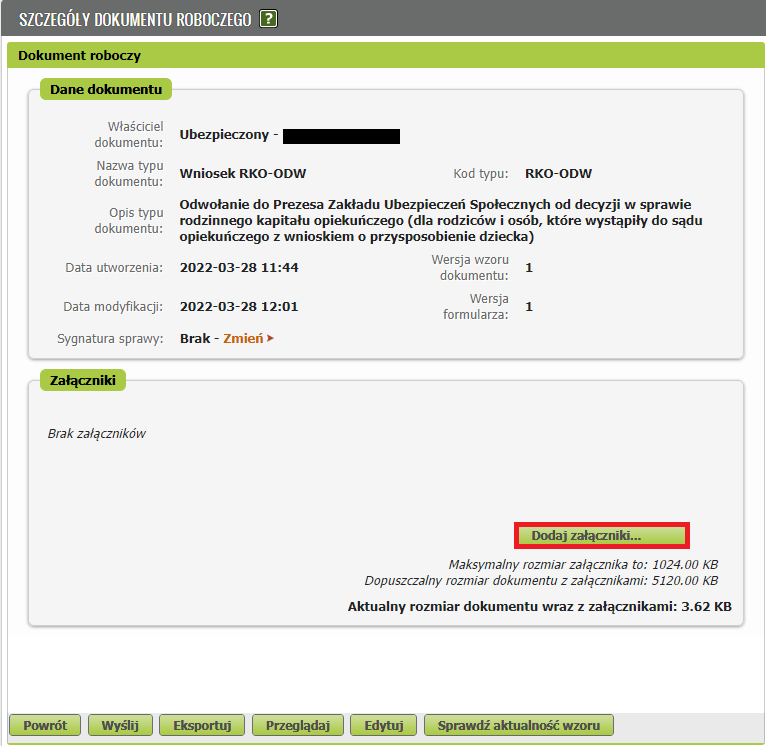 SZCZEGÓŁY DOKUMENTU ROBOCZEGO ?
Dokument roboczy
Dane dokumentu
Właściciel
dokumentu:
Ubezpieczony -
Nazwa typu
dokumentu:
Wniosek RKO-ODW
Kod typu: RKO-ODW
Opis typu
dokumentu:
Odwołanie do Prezesa Zakładu Ubezpieczeń Społecznych od decyzji w sprawie
rodzinnego kapitału opiekuńczego (dla rodziców i osób, które wystąpiły do sądu
opiekuńczego z wnioskiem o przysposobienie dziecka)
Data utworzenia: 2022-03-28 11:44
Wersja wzoru
dokumentu:
1
Data modyfikacji: 2022-03-28 12:01
Wersja
formularza:
1
Sygnatura sprawy: Brak - Zmień
Załączniki
Brak załączników
Dodaj załączniki...
Maksymalny rozmiar załącznika to: 1024.00 KB
Dopuszczalny rozmiar dokumentu z załącznikami: 5120.00 KB
Aktualny rozmiar dokumentu wraz z załącznikami: 3.62 KB
Powrót Wyślij Eksportuj Przeglądaj Edytuj Sprawdź aktualność wzoru